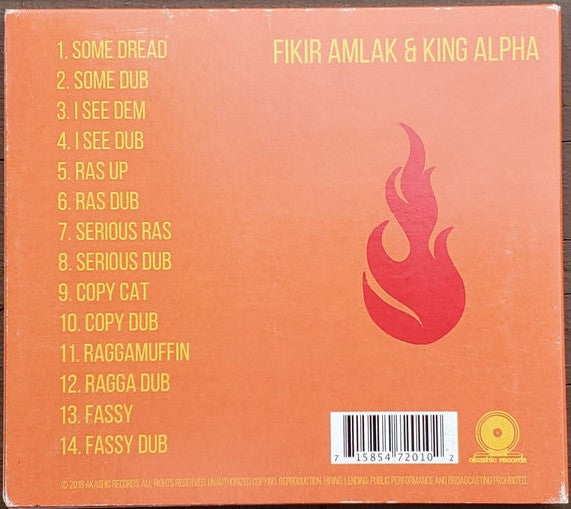 FIKIR AMLAK & KING ALPHA
1. SOME DREAD
2. SOME DUB
3. I SEE DEM
4. I SEE DUB
5. RAS UP
6. RAS DUB
7. SERIOUS RAS
8. SERIOUS DUB
9. COPY CAT
10. COPY DUB
11. RAGGAMUFFIN
12. RAGGA DUB
13. FASSY
14. FASSY DUB
7 15854 72010 2
akashic records
© 2019 AKASHIC RECORDS. ALL RIGHTS RESERVED. UNAUTHORIZED COPYING, REPRODUCTION, HIRING, LENDING, PUBLIC PERFORMANCE AND BROADCASTING PROHIBITED.